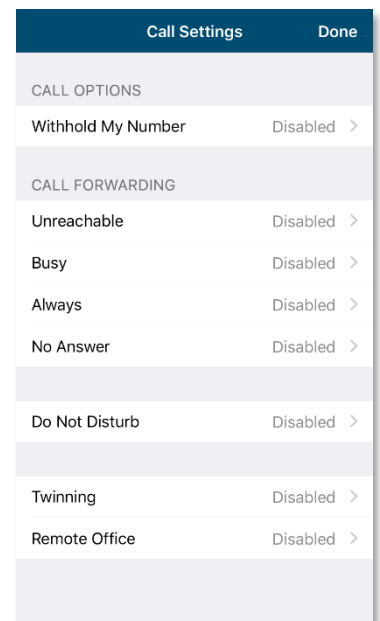 Call Settings Done
CALL OPTIONS
Withhold My Number Disabled >
CALL FORWARDING
Unreachable Disabled >
Busy Disabled >
Always Disabled >
No Answer Disabled >
Do Not Disturb Disabled >
Twinning Disabled >
Remote Office Disabled >